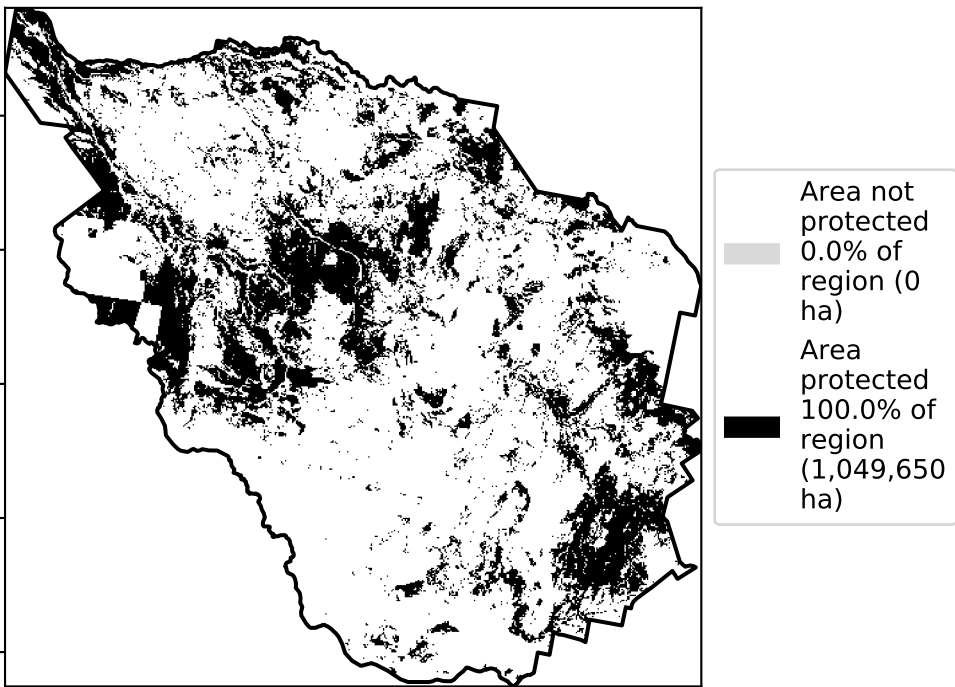 Area not
protected
0.0% of
region (0
ha)
Area
protected
100.0% of
region
(1,049,650
ha)